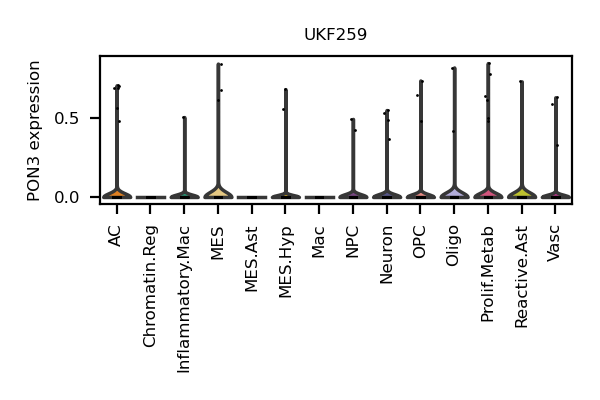 UKF259
PON3 expression
0.5
0.0
AC
Chromatin.Reg
Inflammatory.Mac
MES
MES.Ast
MES.Hyp
Mac
NPC
Neuron
OPC
Oligo
Prolif.Metab
Reactive.Ast
Vasc